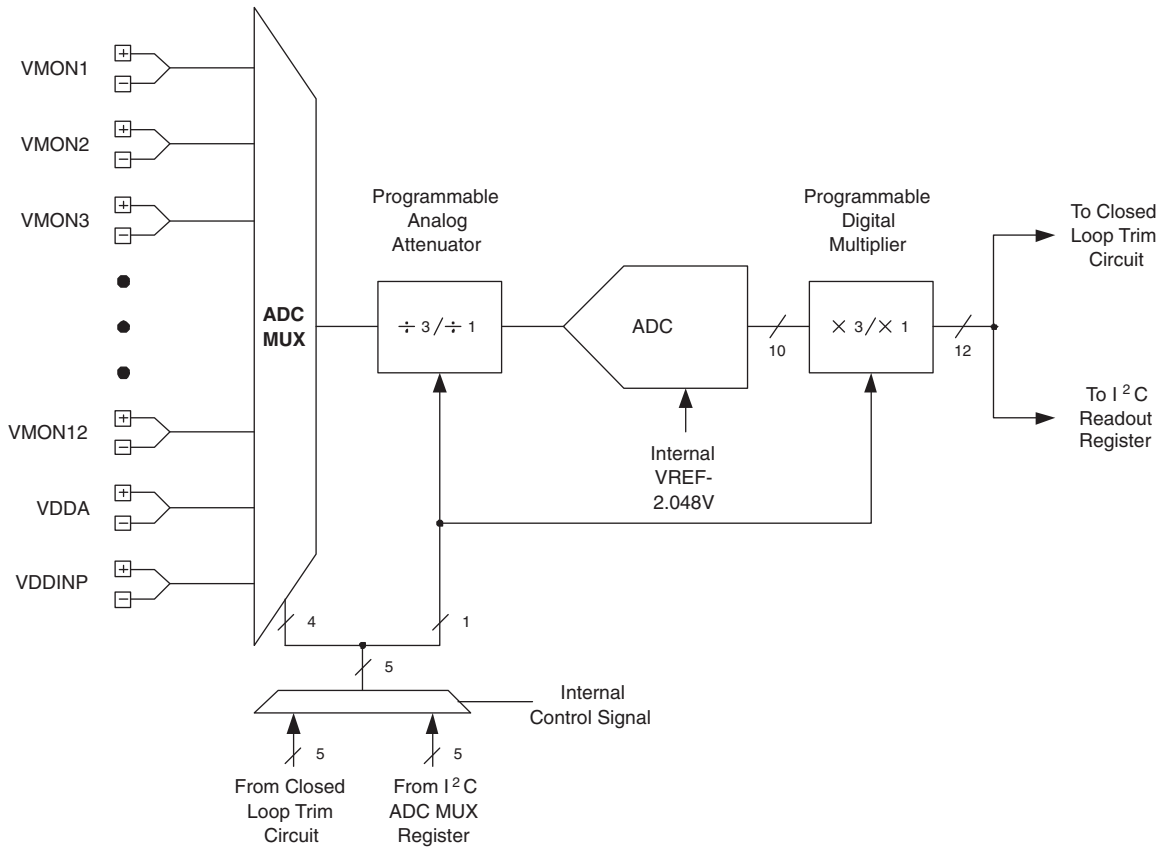 VMON1
+
−
VMON2
+
−
VMON3
+
−
VMON12
+
−
VDDA
+
−
VDDINP
+
−
ADC
MUX
4
1
5
Programmable
Analog
Attenuator
÷ 3 / ÷ 1
ADC
Internal
VREF-
2.048V
10
Programmable
Digital
Multiplier
× 3 / × 1
12
To Closed
Loop Trim
Circuit
To I²C
Readout
Register
Internal
Control Signal
5
From Closed
Loop Trim
Circuit
5
From I²C
ADC MUX
Register